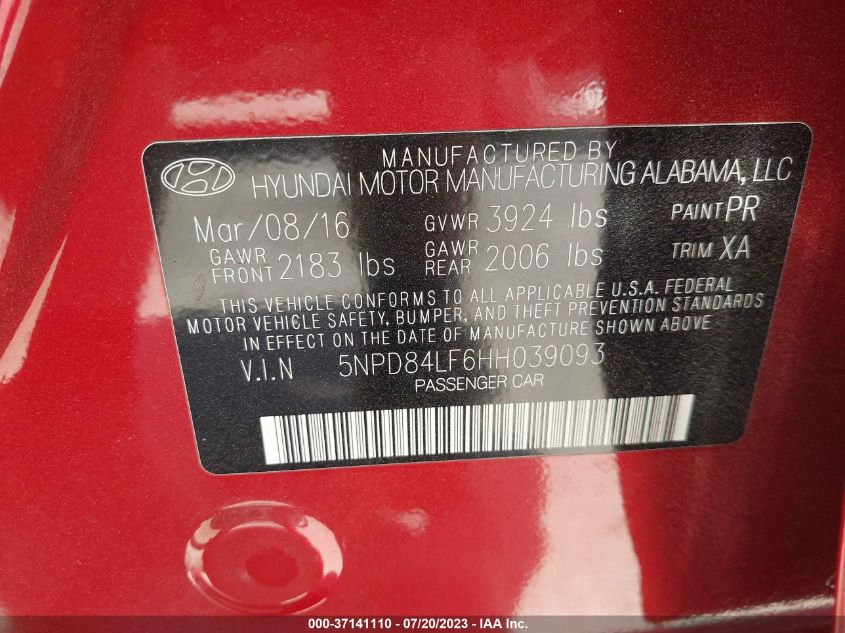 MANUFACTURED BY
HYUNDAI MOTOR MANUFACTURING ALABAMA, LLC
Mar/08/16 GVWR 3924 lbs PAINT PR
GAWR FRONT 2183 lbs GAWR REAR 2006 lbs TRIM XA
THIS VEHICLE CONFORMS TO ALL APPLICABLE U.S.A. FEDERAL
MOTOR VEHICLE SAFETY, BUMPER, AND THEFT PREVENTION STANDARDS
IN EFFECT ON THE DATE OF MANUFACTURE SHOWN ABOVE
V.I.N 5NPD84LF6HH039093
PASSENGER CAR
000-37141110 - 07/20/2023 - IAA Inc.